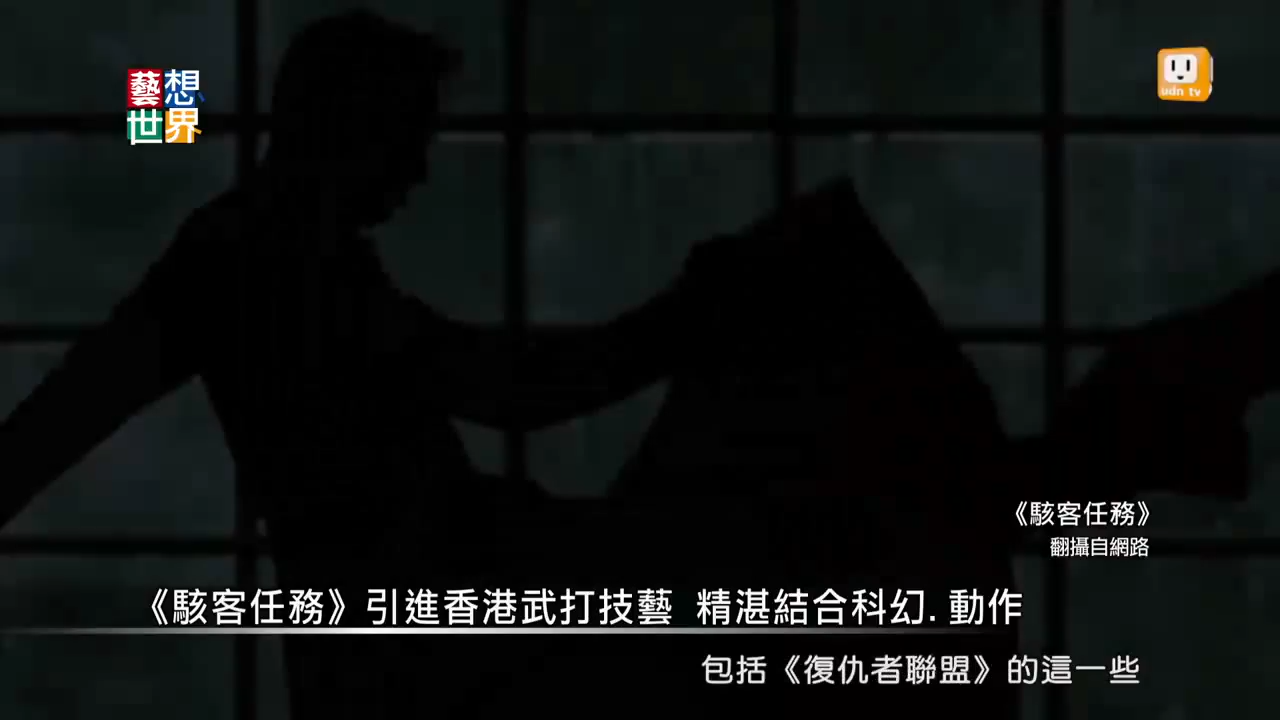 藝想
世界
udn tv
《駭客任務》
翻攝自網路
《駭客任務》引進香港武打技藝 精湛結合科幻.動作
包括《復仇者聯盟》的這一些